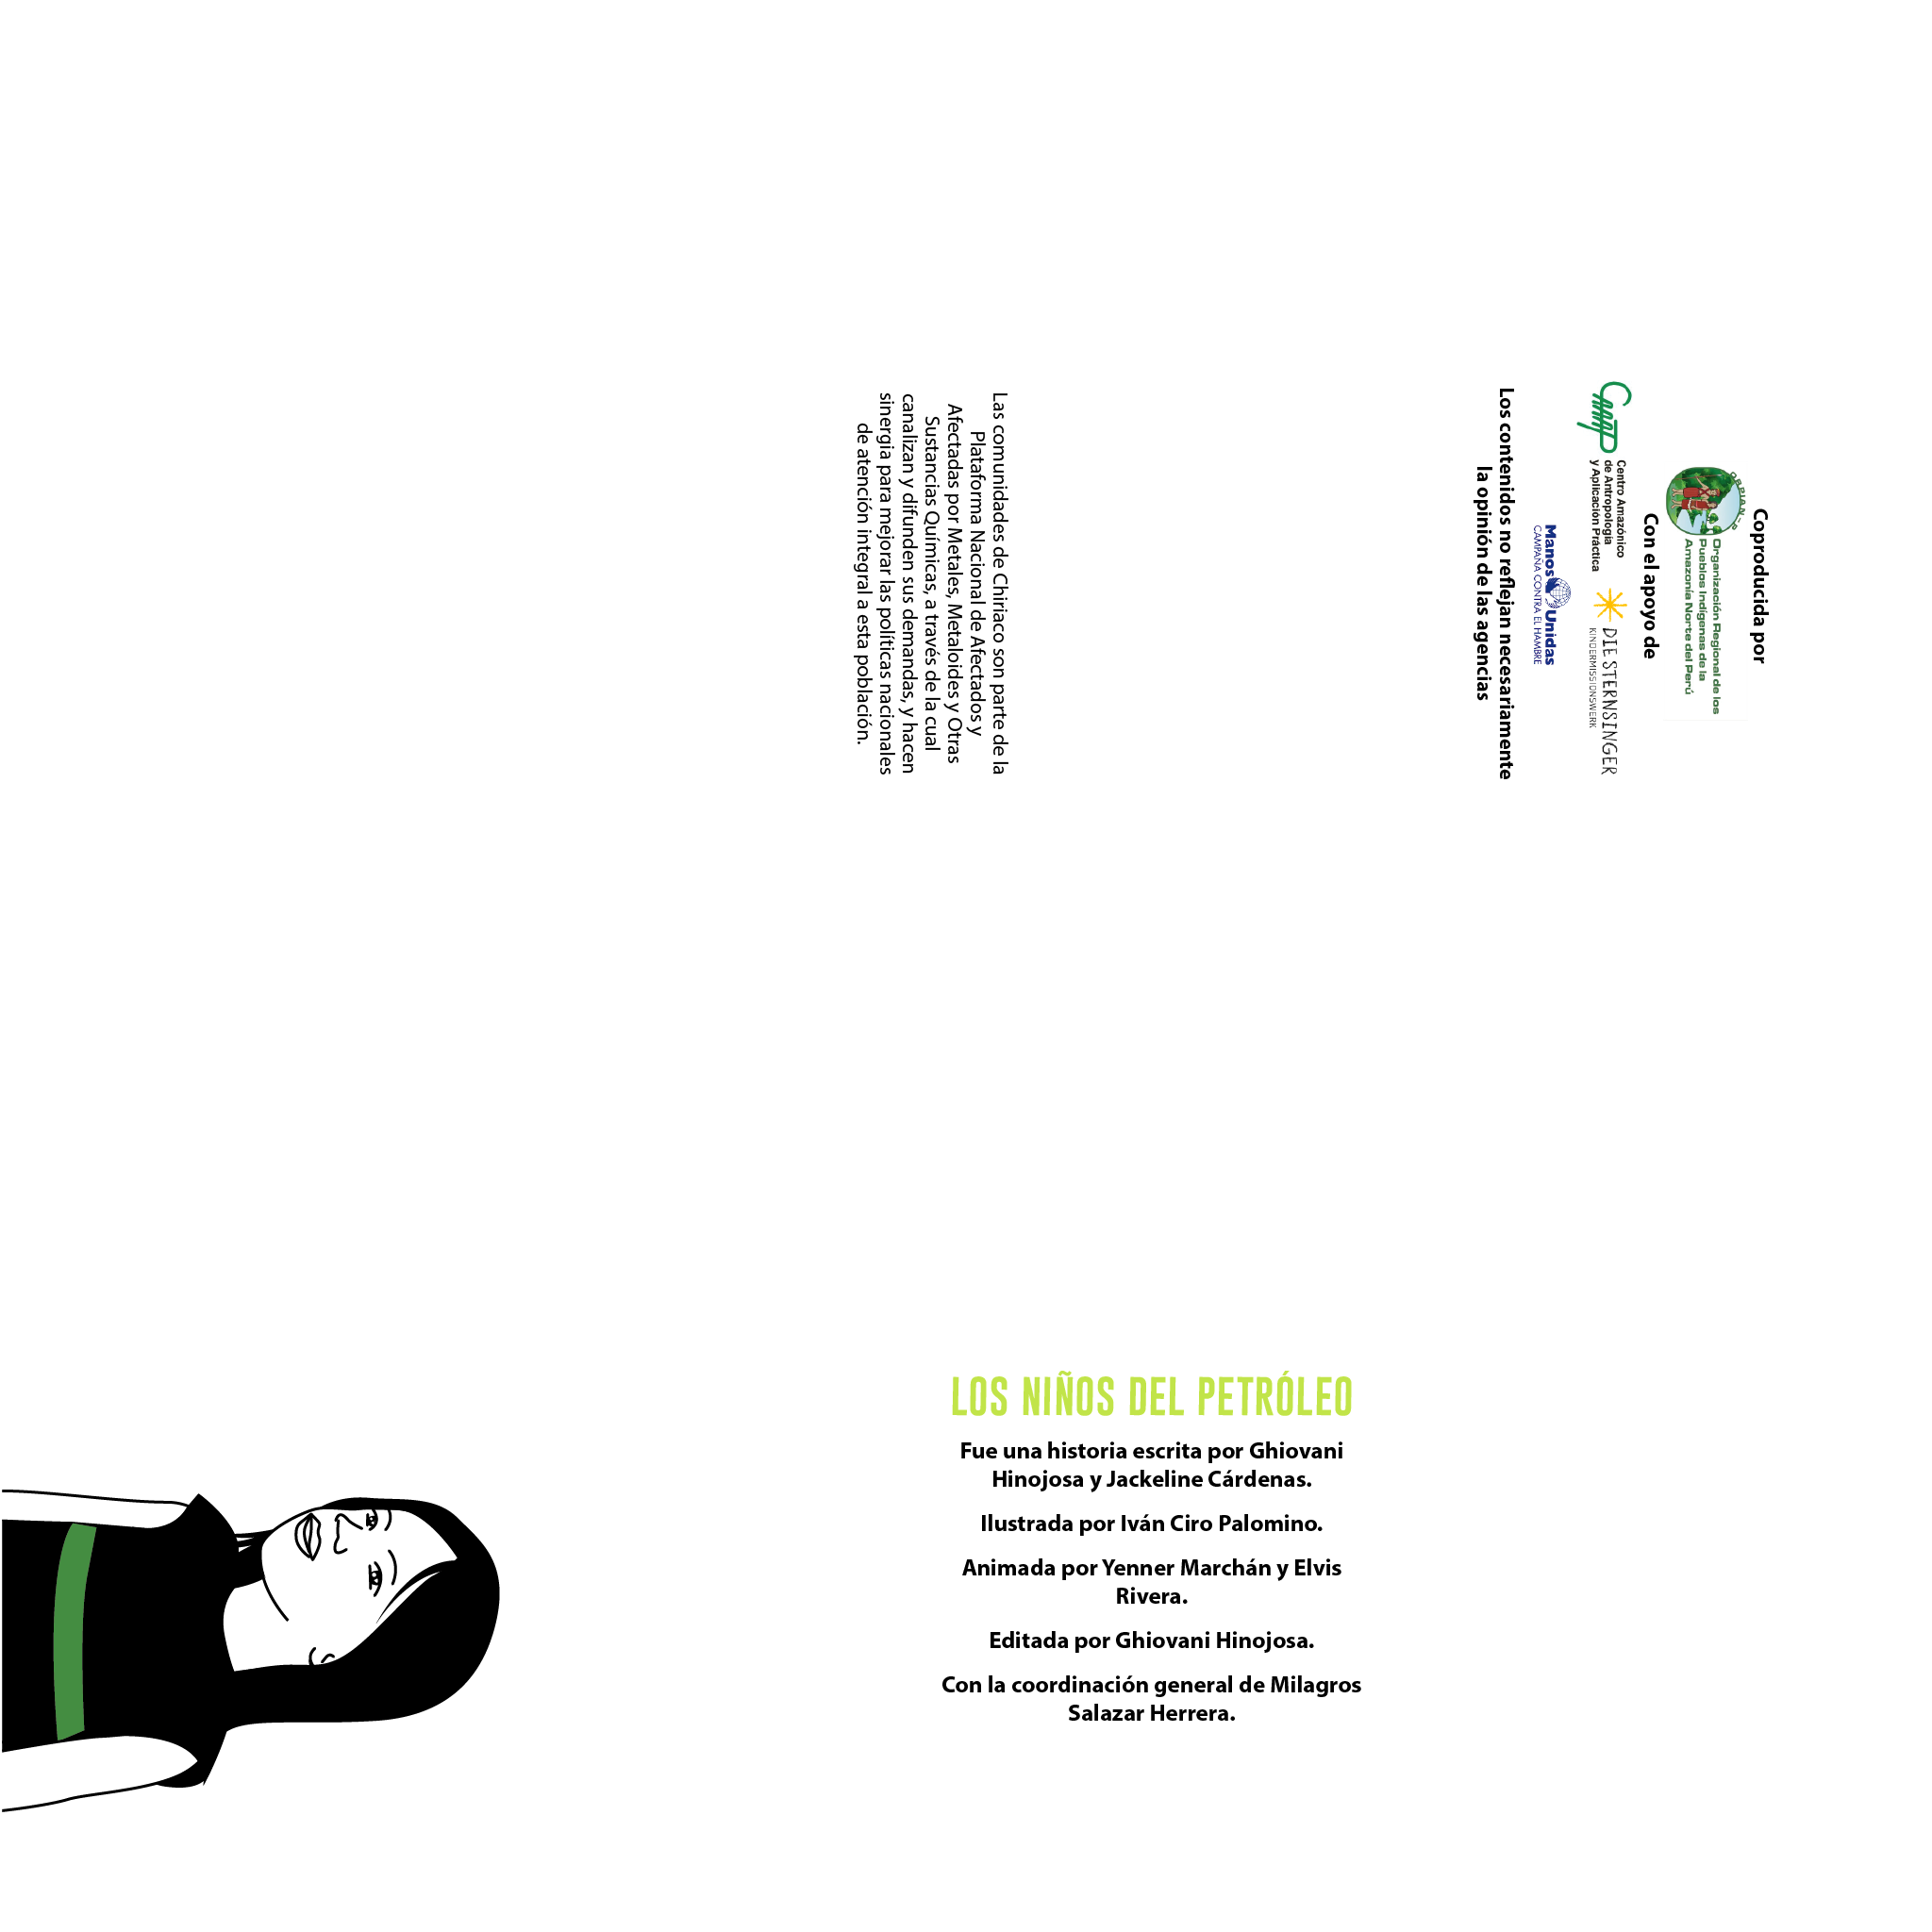 Las comunidades de Chiriaco son parte de la
Plataforma Nacional de Afectados y
Afectadas por Metales, Metaloides y Otras
Sustancias Químicas, a través de la cual
canalizan y difunden sus demandas, y hacen
sinergia para mejorar las políticas nacionales
de atención integral a esta población.
Coproducida por
ORPIAN-P
Organización Regional de los
Pueblos Indígenas de la
Amazonía Norte del Perú
Con el apoyo de
Caaap
Centro Amazónico
de Antropología
y Aplicación Práctica
DIE STERNSINGER
KINDERMISSIONSWERK
Manos Unidas
CAMPAÑA CONTRA EL HAMBRE
Los contenidos no reflejan necesariamente
la opinión de las agencias
LOS NIÑOS DEL PETRÓLEO
Fue una historia escrita por Ghiovani
Hinojosa y Jackeline Cárdenas.
Ilustrada por Iván Ciro Palomino.
Animada por Yenner Marchán y Elvis
Rivera.
Editada por Ghiovani Hinojosa.
Con la coordinación general de Milagros
Salazar Herrera.